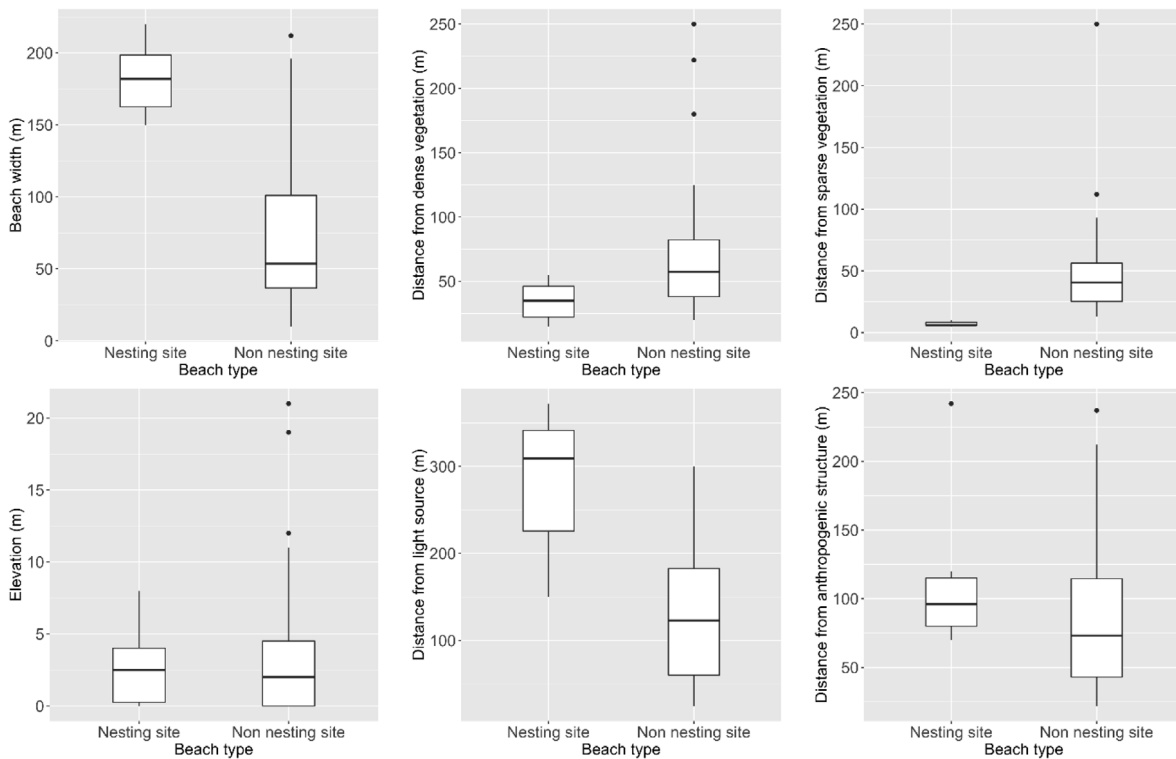 Beach width (m)
200
150
100
50
0
Nesting site Non nesting site
Beach type
Distance from dense vegetation (m)
250
200
150
100
50
Nesting site Non nesting site
Beach type
Distance from sparse vegetation (m)
250
200
150
100
50
0
Nesting site Non nesting site
Beach type
Elevation (m)
20
15
10
5
0
Nesting site Non nesting site
Beach type
Distance from light source (m)
300
200
100
Nesting site Non nesting site
Beach type
Distance from anthropogenic structure (m)
250
200
150
100
50
Nesting site Non nesting site
Beach type